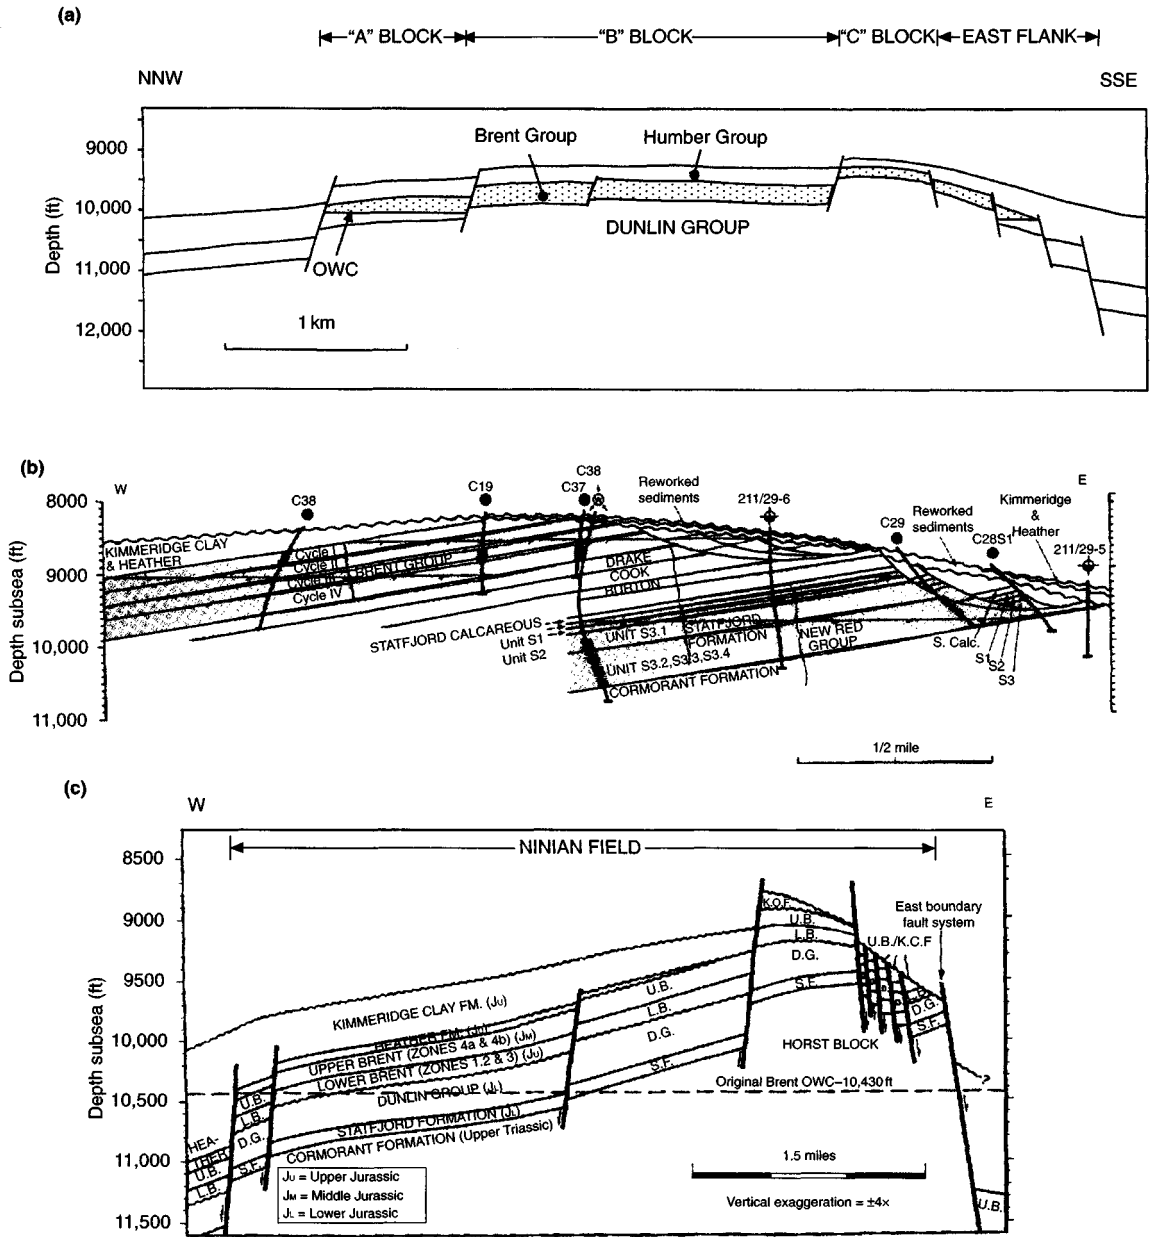 (a)
"A" BLOCK
"B" BLOCK
"C" BLOCK
EAST FLANK
NNW
SSE
Brent Group
Humber Group
DUNLIN GROUP
OWC
Depth (ft)
9000
10,000
11,000
12,000
1 km
(b)
W
E
C38
C19
C37
C38
Reworked
sediments
211/29-6
C29
Reworked
sediments
C28S1
Kimmeridge
&
Heather
211/29-5
Depth subsea (ft)
8000
9000
10,000
11,000
KIMMERIDGE CLAY
& HEATHER
Cycle I
Cycle II
Cycle III
Cycle IV
BRENT GROUP
DRAKE
COOK
BURTON
STATFJORD CALCAREOUS
Unit S1
Unit S2
UNIT S3.1
STATFJORD
FORMATION
UNIT S3.2,S3.3,S3.4
CORMORANT FORMATION
NEW RED
GROUP
S. Calc.
S1
S2
S3
1/2 mile
(c)
W
E
NINIAN FIELD
Depth subsea (ft)
8500
9000
9500
10,000
10,500
11,000
11,500
K.C.F.
U.B.
L.B.
D.G.
S.F.
East boundary
fault system
U.B./K.C.F
L.B.
D.G.
S.F.
HORST BLOCK
KIMMERIDGE CLAY FM. (JU)
HEATHER FM. (JU)
UPPER BRENT (ZONES 4a & 4b) (JM)
LOWER BRENT (ZONES 1,2 & 3) (JU)
DUNLIN GROUP (JL)
STATFJORD FORMATION (JL)
CORMORANT FORMATION (Upper Triassic)
U.B.
L.B.
D.G.
S.F.
Original Brent OWC–10,430 ft
?
U.B.
L.B.
D.G.
S.F.
HEA-
THER
U.B.
L.B.
U.B.
JU = Upper Jurassic
JM = Middle Jurassic
JL = Lower Jurassic
1.5 miles
Vertical exaggeration = ±4×